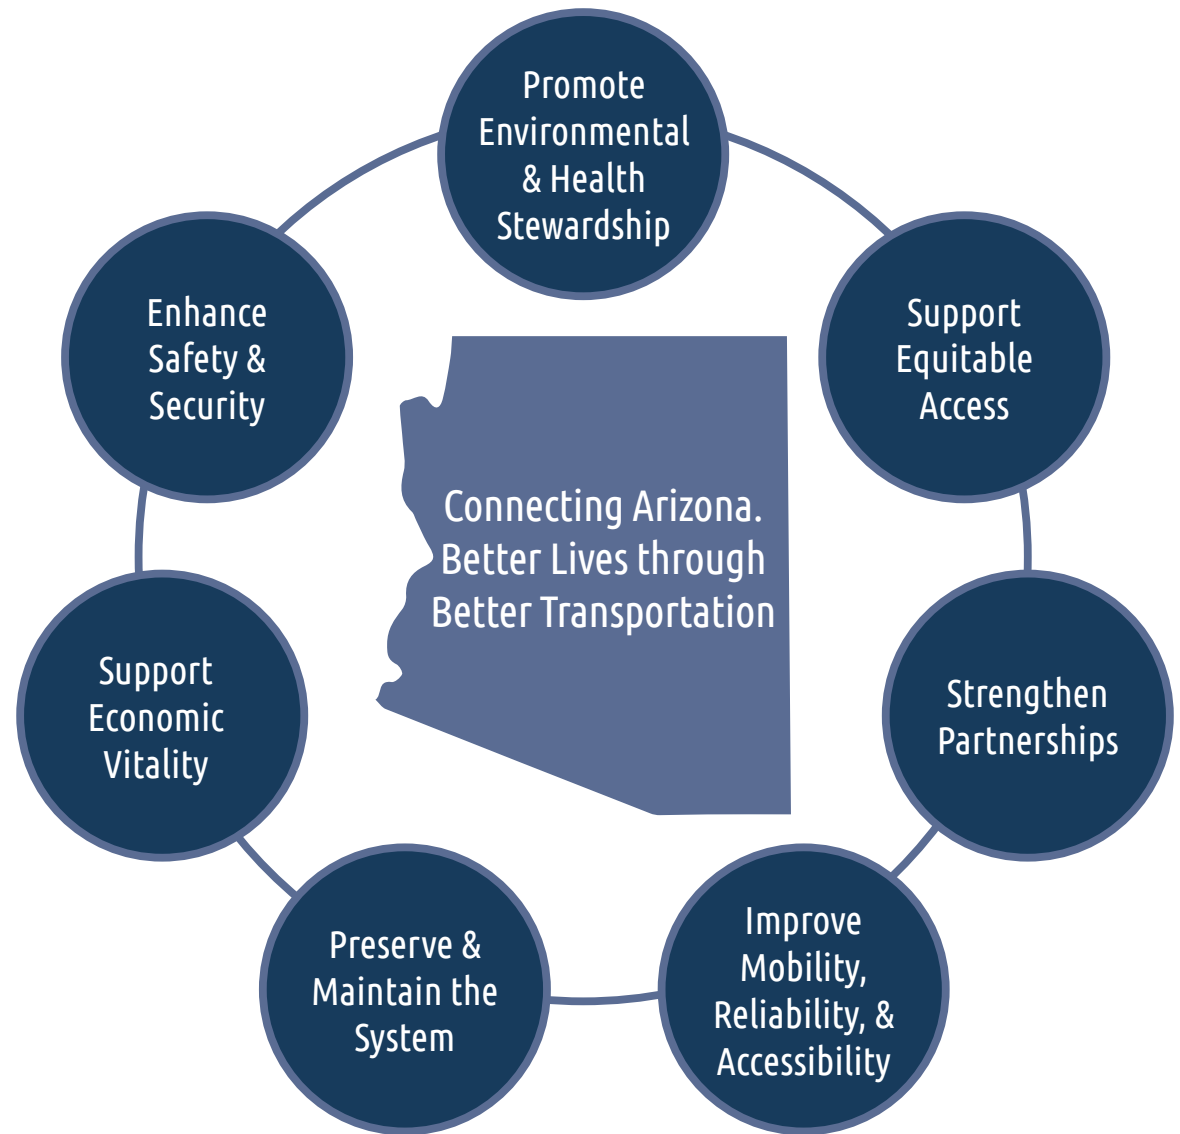 Promote
Environmental
& Health
Stewardship
Enhance
Safety &
Security
Support
Equitable
Access
Connecting Arizona.
Better Lives through
Better Transportation
Support
Economic
Vitality
Strengthen
Partnerships
Preserve &
Maintain the
System
Improve
Mobility,
Reliability, &
Accessibility